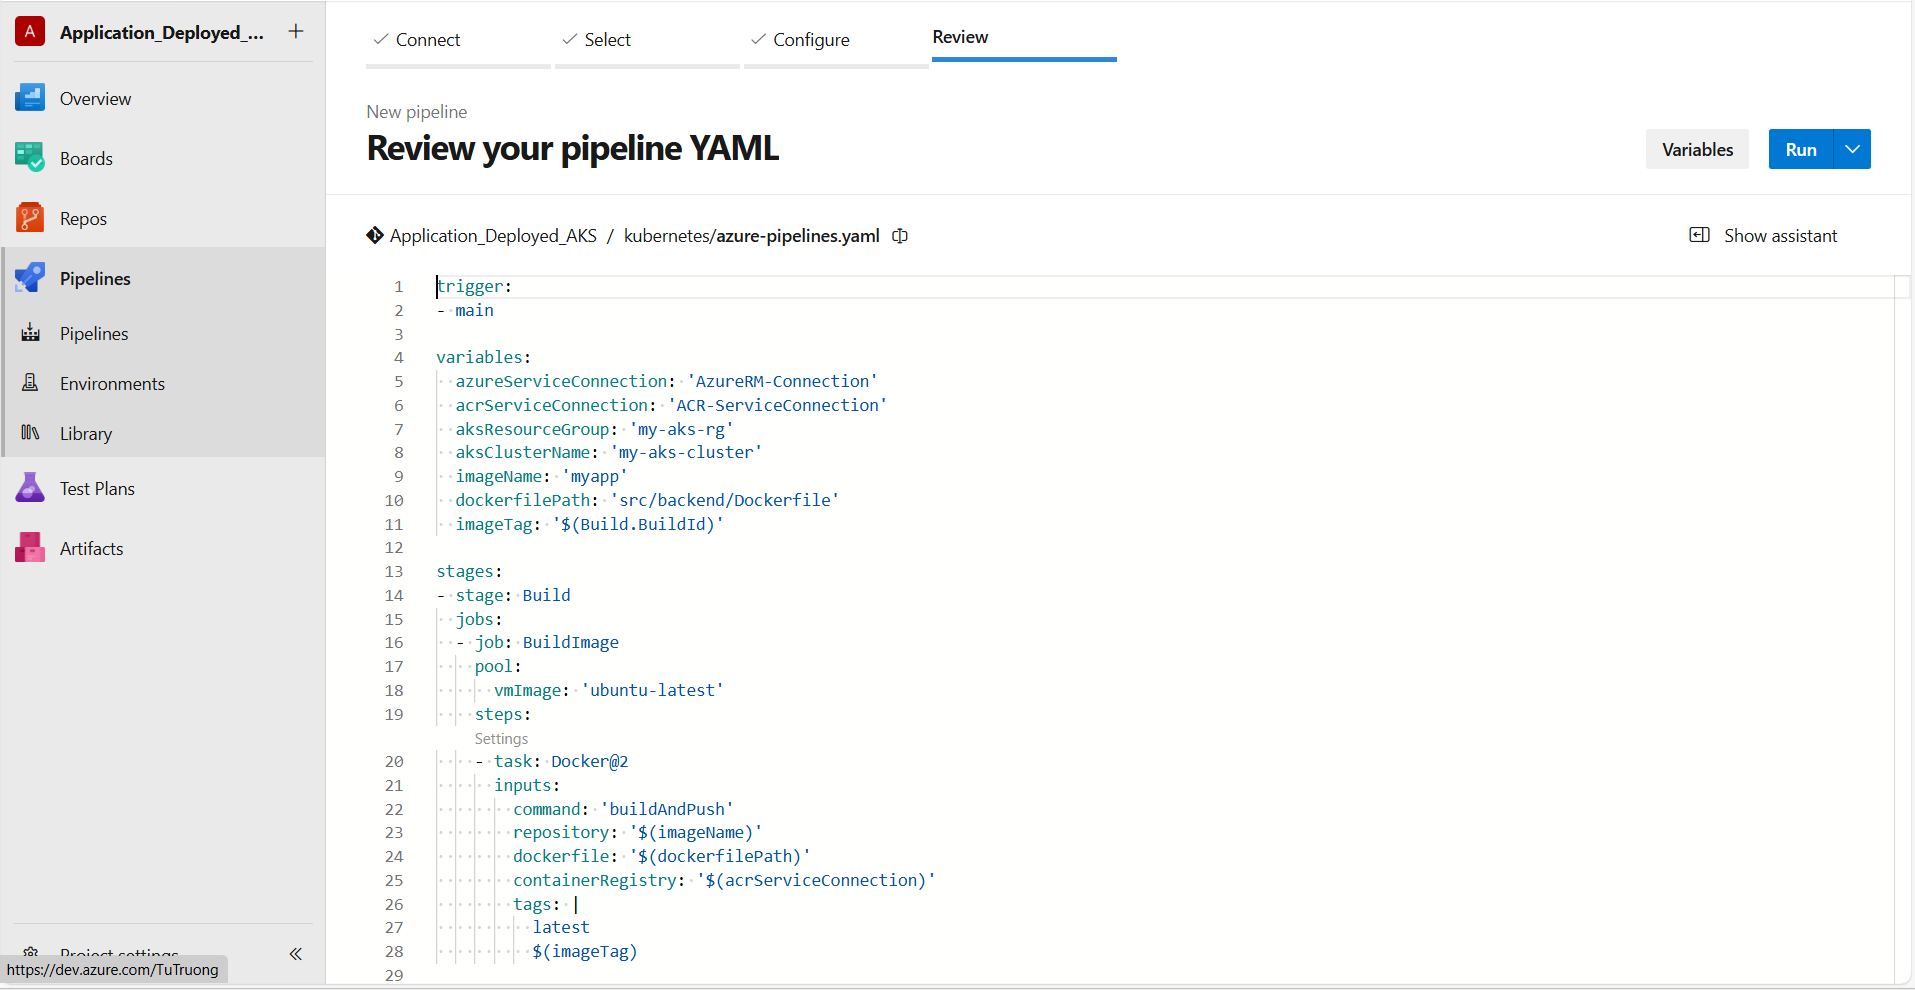 A Application_Deployed_... +
Overview
Boards
Repos
Pipelines
Pipelines
Environments
Library
Test Plans
Artifacts
Project settings
https://dev.azure.com/TuTruong
Connect
Select
Configure
Review
New pipeline
Review your pipeline YAML
Variables
Run
Application_Deployed_AKS / kubernetes/azure-pipelines.yaml
Show assistant
1 trigger:
2 - main
3
4 variables:
5 azureServiceConnection: 'AzureRM-Connection'
6 acrServiceConnection: 'ACR-ServiceConnection'
7 aksResourceGroup: 'my-aks-rg'
8 aksClusterName: 'my-aks-cluster'
9 imageName: 'myapp'
10 dockerfilePath: 'src/backend/Dockerfile'
11 imageTag: '$(Build.BuildId)'
12
13 stages:
14 - stage: Build
15 jobs:
16 - job: BuildImage
17 pool:
18 vmImage: 'ubuntu-latest'
19 steps:
Settings
20 - task: Docker@2
21 inputs:
22 command: 'buildAndPush'
23 repository: '$(imageName)'
24 dockerfile: '$(dockerfilePath)'
25 containerRegistry: '$(acrServiceConnection)'
26 tags: |
27 latest
28 $(imageTag)
29